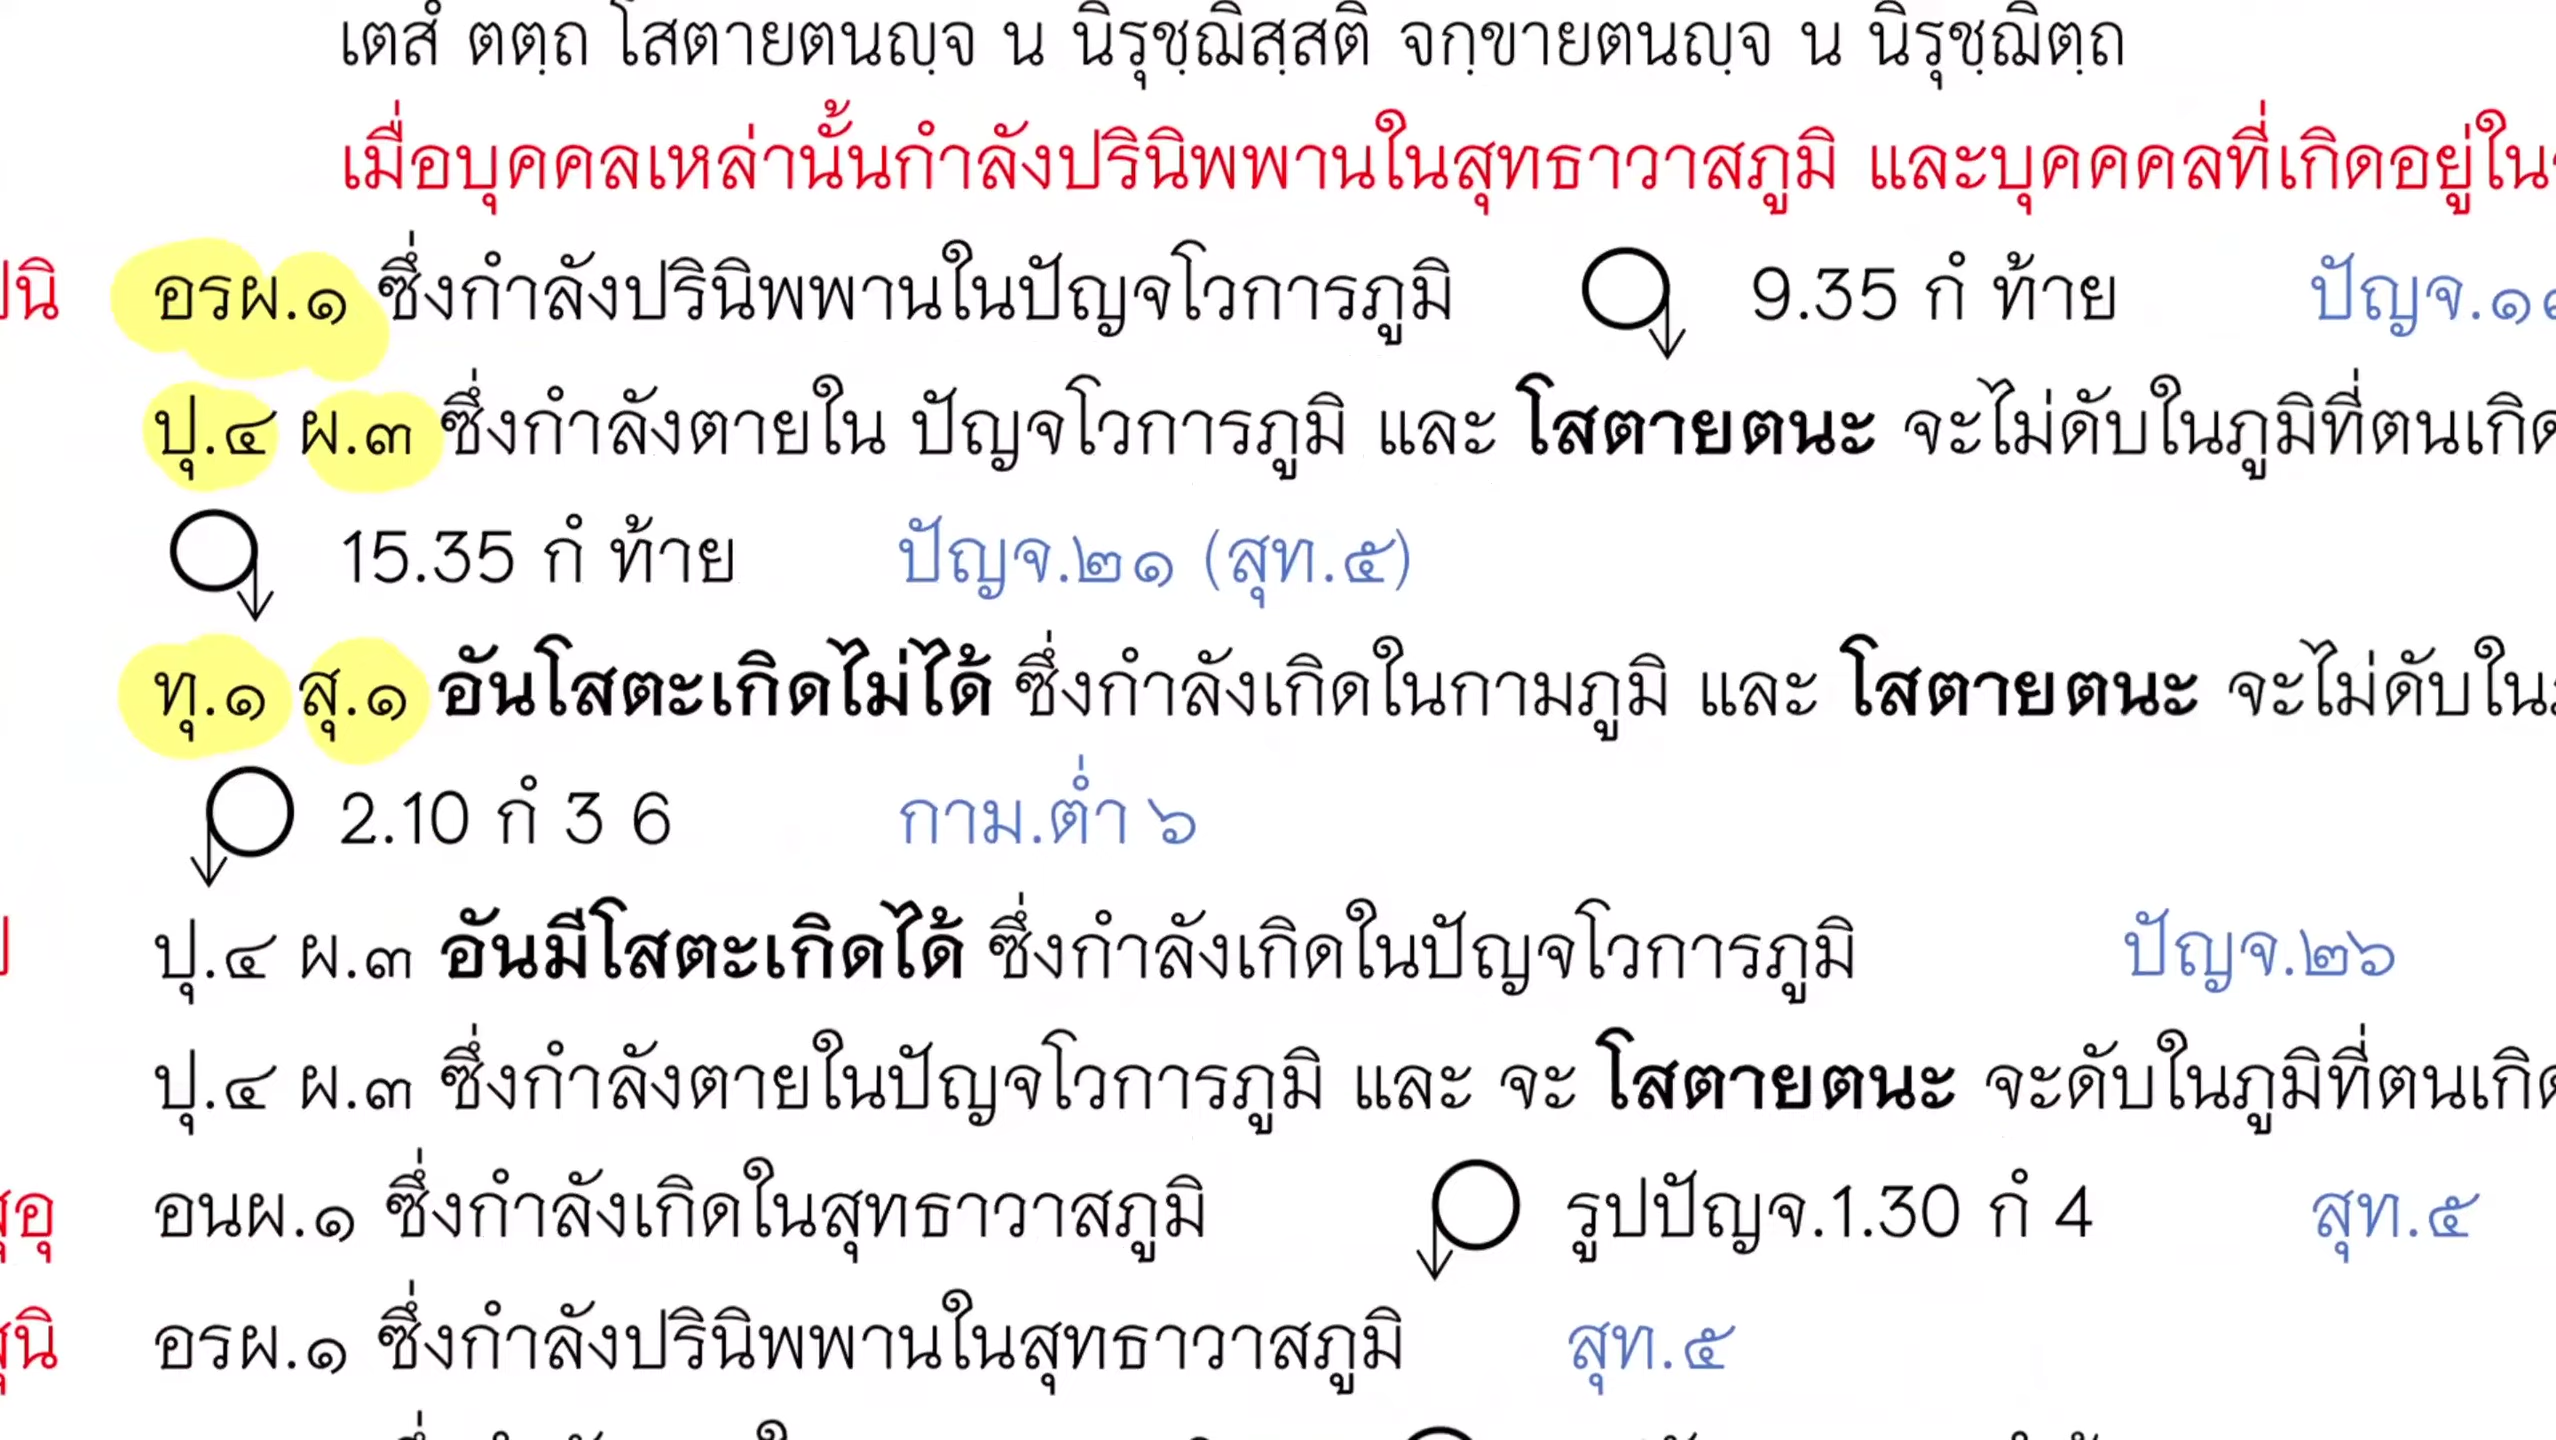 เตสํ ตตฺถ โสตายตนญฺจ น นิรุชฺฌิสฺสติ จกฺขายตนญฺจ น นิรุชฺฌิตฺถ
เมื่อบุคคลเหล่านั้นกำลังปรินิพพานในสุทธาวาสภูมิ และบุคคคลที่เกิดอยู่ใน
ปนิ อรผ.๑ ซึ่งกำลังปรินิพพานในปัญจโวการภูมิ 9.35 กํ ท้าย ปัญจ.๑
ปุ.๔ ผ.๓ ซึ่งกำลังตายใน ปัญจโวการภูมิ และ โสตายตนะ จะไม่ดับในภูมิที่ตนเกิด
15.35 กํ ท้าย ปัญจ.๒๑ (สุท.๕)
ทุ.๑ สุ.๑ อันโสตะเกิดไม่ได้ ซึ่งกำลังเกิดในกามภูมิ และ โสตายตนะ จะไม่ดับใน
2.10 กํ 3 6 กาม.ต่ำ ๖
ปุ.๔ ผ.๓ อันมีโสตะเกิดได้ ซึ่งกำลังเกิดในปัญจโวการภูมิ ปัญจ.๒๖
ปุ.๔ ผ.๓ ซึ่งกำลังตายในปัญจโวการภูมิ และ จะ โสตายตนะ จะดับในภูมิที่ตนเกิด
สุอุ อนผ.๑ ซึ่งกำลังเกิดในสุทธาวาสภูมิ รูปปัญจ.1.30 กํ 4 สุท.๕
สุนิ อรผ.๑ ซึ่งกำลังปรินิพพานในสุทธาวาสภูมิ สุท.๕